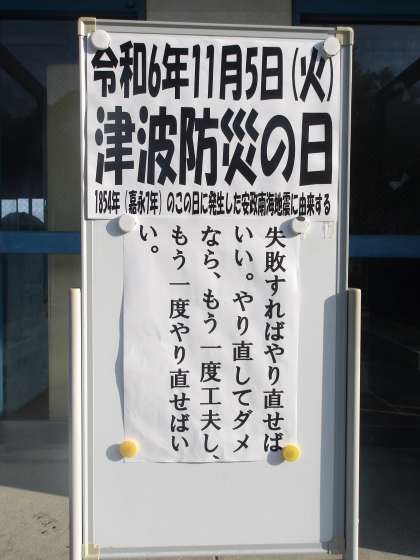 令和6年11月5日(火)
津波防災の日
1854年(嘉永7年)のこの日に発生した安政南海地震に由来する
失敗すればやり直せば
いい。やり直してダメ
なら、もう一度工夫し、
もう一度やり直せばい
い。